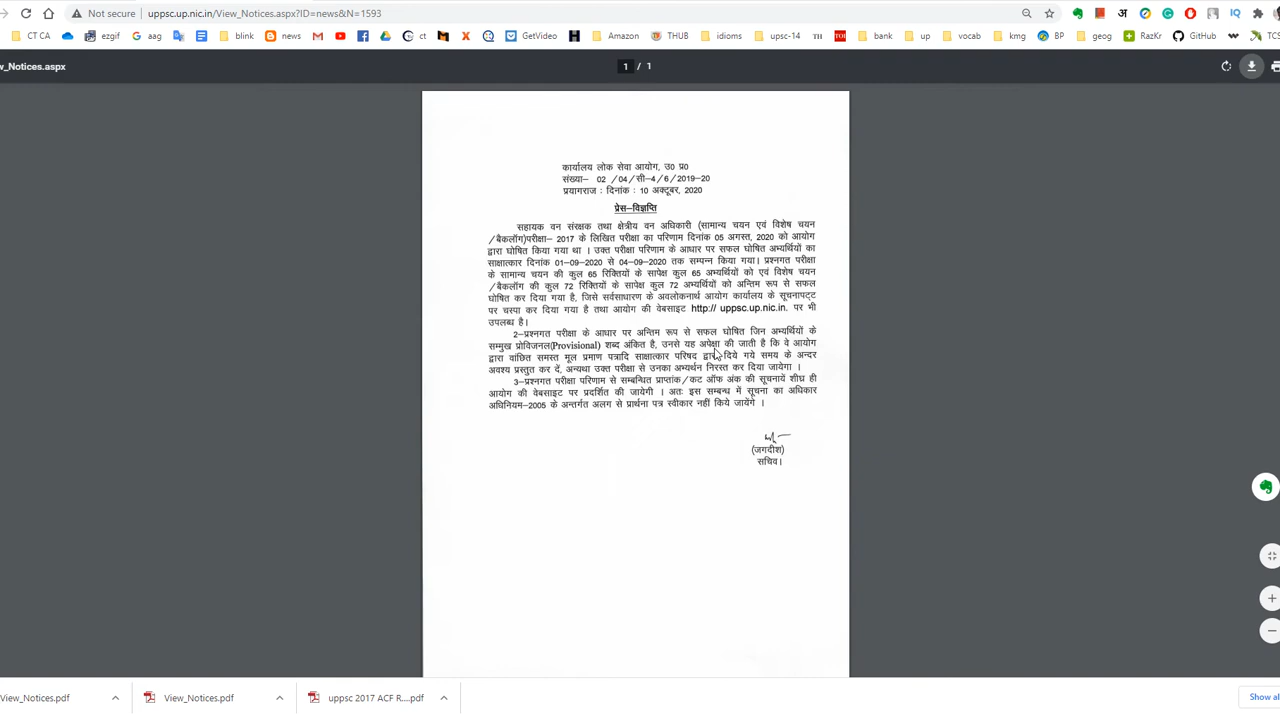 Not secure | uppsc.up.nic.in/View_Notices.aspx?ID=news&N=1593
CT CA ezgif aag blink news ct GetVideo H Amazon THUB idioms upsc-14 TH TOI bank up vocab kmg BP geog RazKr GitHub TCS
w_Notices.aspx 1 / 1
कार्यालय लोक सेवा आयोग, उ0 प्र0
संख्या– 02 /04/सी–4/6/2019-20
प्रयागराज : दिनांक : 10 अक्टूबर, 2020
प्रेस–विज्ञप्ति
सहायक वन संरक्षक तथा क्षेत्रीय वन अधिकारी (सामान्य चयन एवं विशेष चयन
/बैकलॉग)परीक्षा– 2017 के लिखित परीक्षा का परिणाम दिनांक 05 अगस्त, 2020 को आयोग
द्वारा घोषित किया गया था । उक्त परीक्षा परिणाम के आधार पर सफल घोषित अभ्यर्थियों का
साक्षात्कार दिनांक 01-09-2020 से 04-09-2020 तक सम्पन्न किया गया। प्रश्नगत परीक्षा
के सामान्य चयन की कुल 65 रिक्तियों के सापेक्ष कुल 65 अभ्यर्थियों को एवं विशेष चयन
/बैकलॉग की कुल 72 रिक्तियों के सापेक्ष कुल 72 अभ्यर्थियों को अन्तिम रूप से सफल
घोषित कर दिया गया है, जिसे सर्वसाधारण के अवलोकनार्थ आयोग कार्यालय के सूचनापट्ट
पर चस्पा कर दिया गया है तथा आयोग की वेबसाइट http:// uppsc.up.nic.in. पर भी
उपलब्ध है।
2–प्रश्नगत परीक्षा के आधार पर अन्तिम रूप से सफल घोषित जिन अभ्यर्थियों के
सम्मुख प्रोविजनल(Provisional) शब्द अंकित है, उनसे यह अपेक्षा की जाती है कि वे आयोग
द्वारा वांछित समस्त मूल प्रमाण पत्रादि साक्षात्कार परिषद द्वारा दिये गये समय के अन्दर
अवश्य प्रस्तुत कर दें, अन्यथा उक्त परीक्षा से उनका अभ्यर्थन निरस्त कर दिया जायेगा ।
3–प्रश्नगत परीक्षा परिणाम से सम्बन्धित प्राप्तांक/कट ऑफ अंक की सूचनायें शीघ्र ही
आयोग की वेबसाइट पर प्रदर्शित की जायेगी । अतः इस सम्बन्ध में सूचना का अधिकार
अधिनियम–2005 के अन्तर्गत अलग से प्रार्थना पत्र स्वीकार नहीं किये जायेंगे ।
(जगदीश)
सचिव।
View_Notices.pdf View_Notices.pdf uppsc 2017 ACF R....pdf Show al